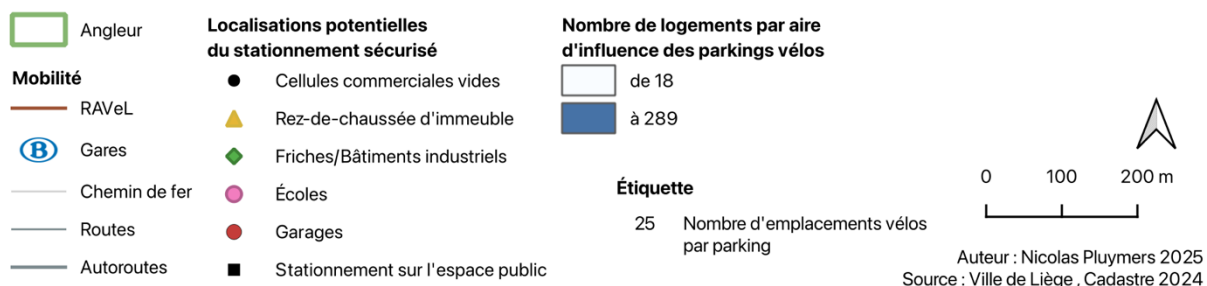 Angleur
Mobilité
RAVeL
B
Gares
Chemin de fer
Routes
Autoroutes
Localisations potentielles
du stationnement sécurisé
Cellules commerciales vides
Rez-de-chaussée d'immeuble
Friches/Bâtiments industriels
Écoles
Garages
Stationnement sur l'espace public
Nombre de logements par aire
d'influence des parkings vélos
de 18
à 289
Étiquette
25 Nombre d'emplacements vélos
par parking
0 100 200 m
Auteur : Nicolas Pluymers 2025
Source : Ville de Liège, Cadastre 2024